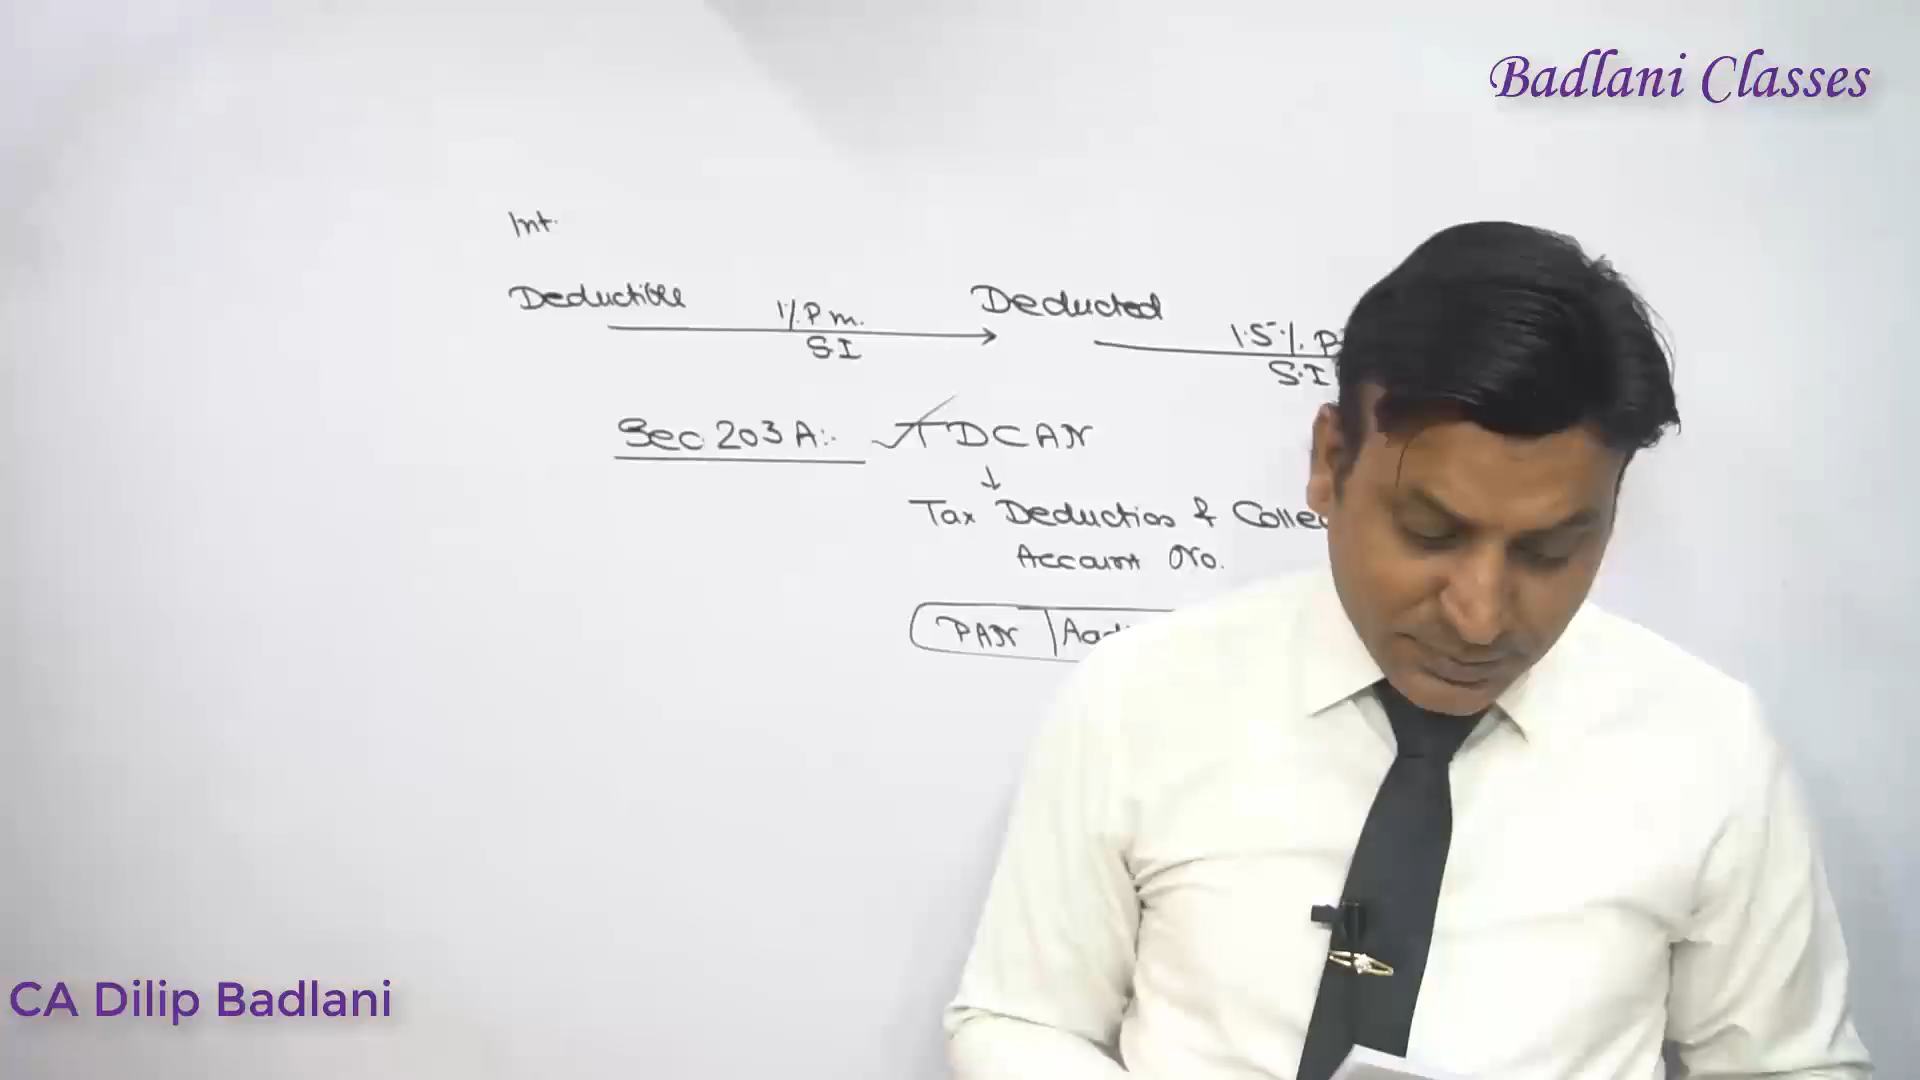 Badlani Classes
Int.
Deductible 1%. P m. Deducted 1.5%. P
S.I S.I
Sec 203 A:- TDCAN
↓
Tax Deduction & Collec
Account No.
PAN Aad
CA Dilip Badlani